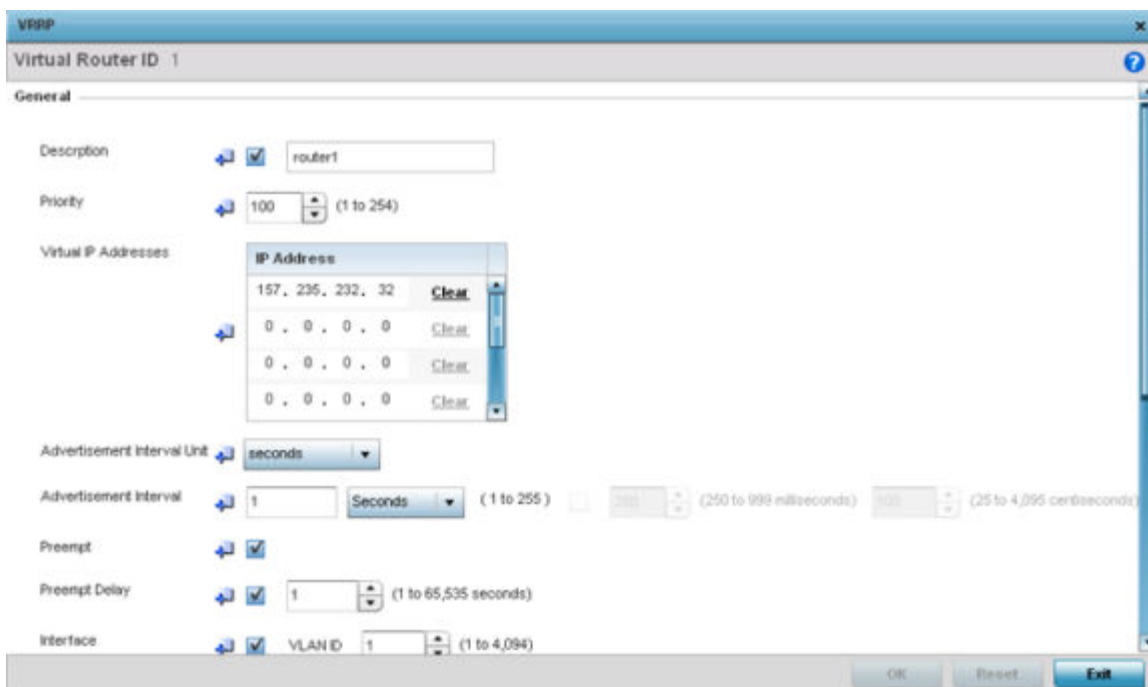 VRRP
Virtual Router ID 1
General
Descrption router1
Priority 100 (1 to 254)
Virtual IP Addresses
IP Address
157. 235. 232. 32 Clear
0 . 0 . 0 . 0 Clear
0 . 0 . 0 . 0 Clear
0 . 0 . 0 . 0 Clear
Advertisement Interval Unit seconds
Advertisement Interval 1 Seconds ( 1 to 255 ) (250 to 999 milliseconds) (25 to 4,095 centiseconds)
Preempt
Preempt Delay 1 (1 to 65,535 seconds)
Interface VLAN ID 1 (1 to 4,094)
OK Reset Exit